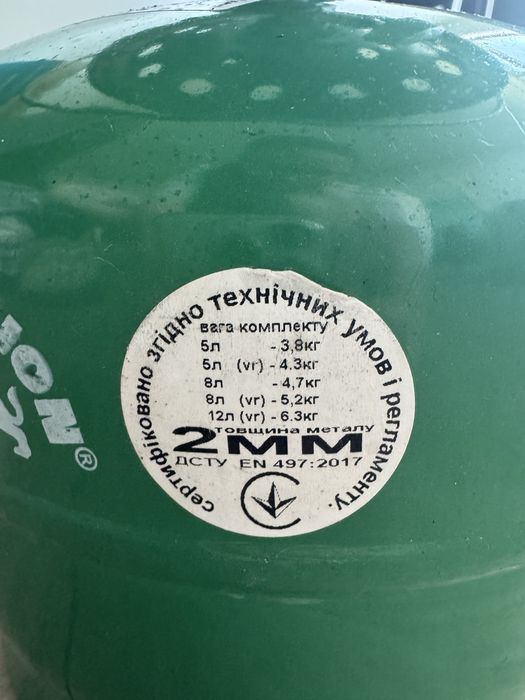 сертифіковано згідно технічних умов і регламенту.
вага комплекту
5л - 3,8кг
5л (vr) - 4.3кг
8л - 4,7кг
8л (vr) - 5,2кг
12л (vr) - 6.3кг
товщина металу
2ММ
ДСТУ EN 497:2017
ION®